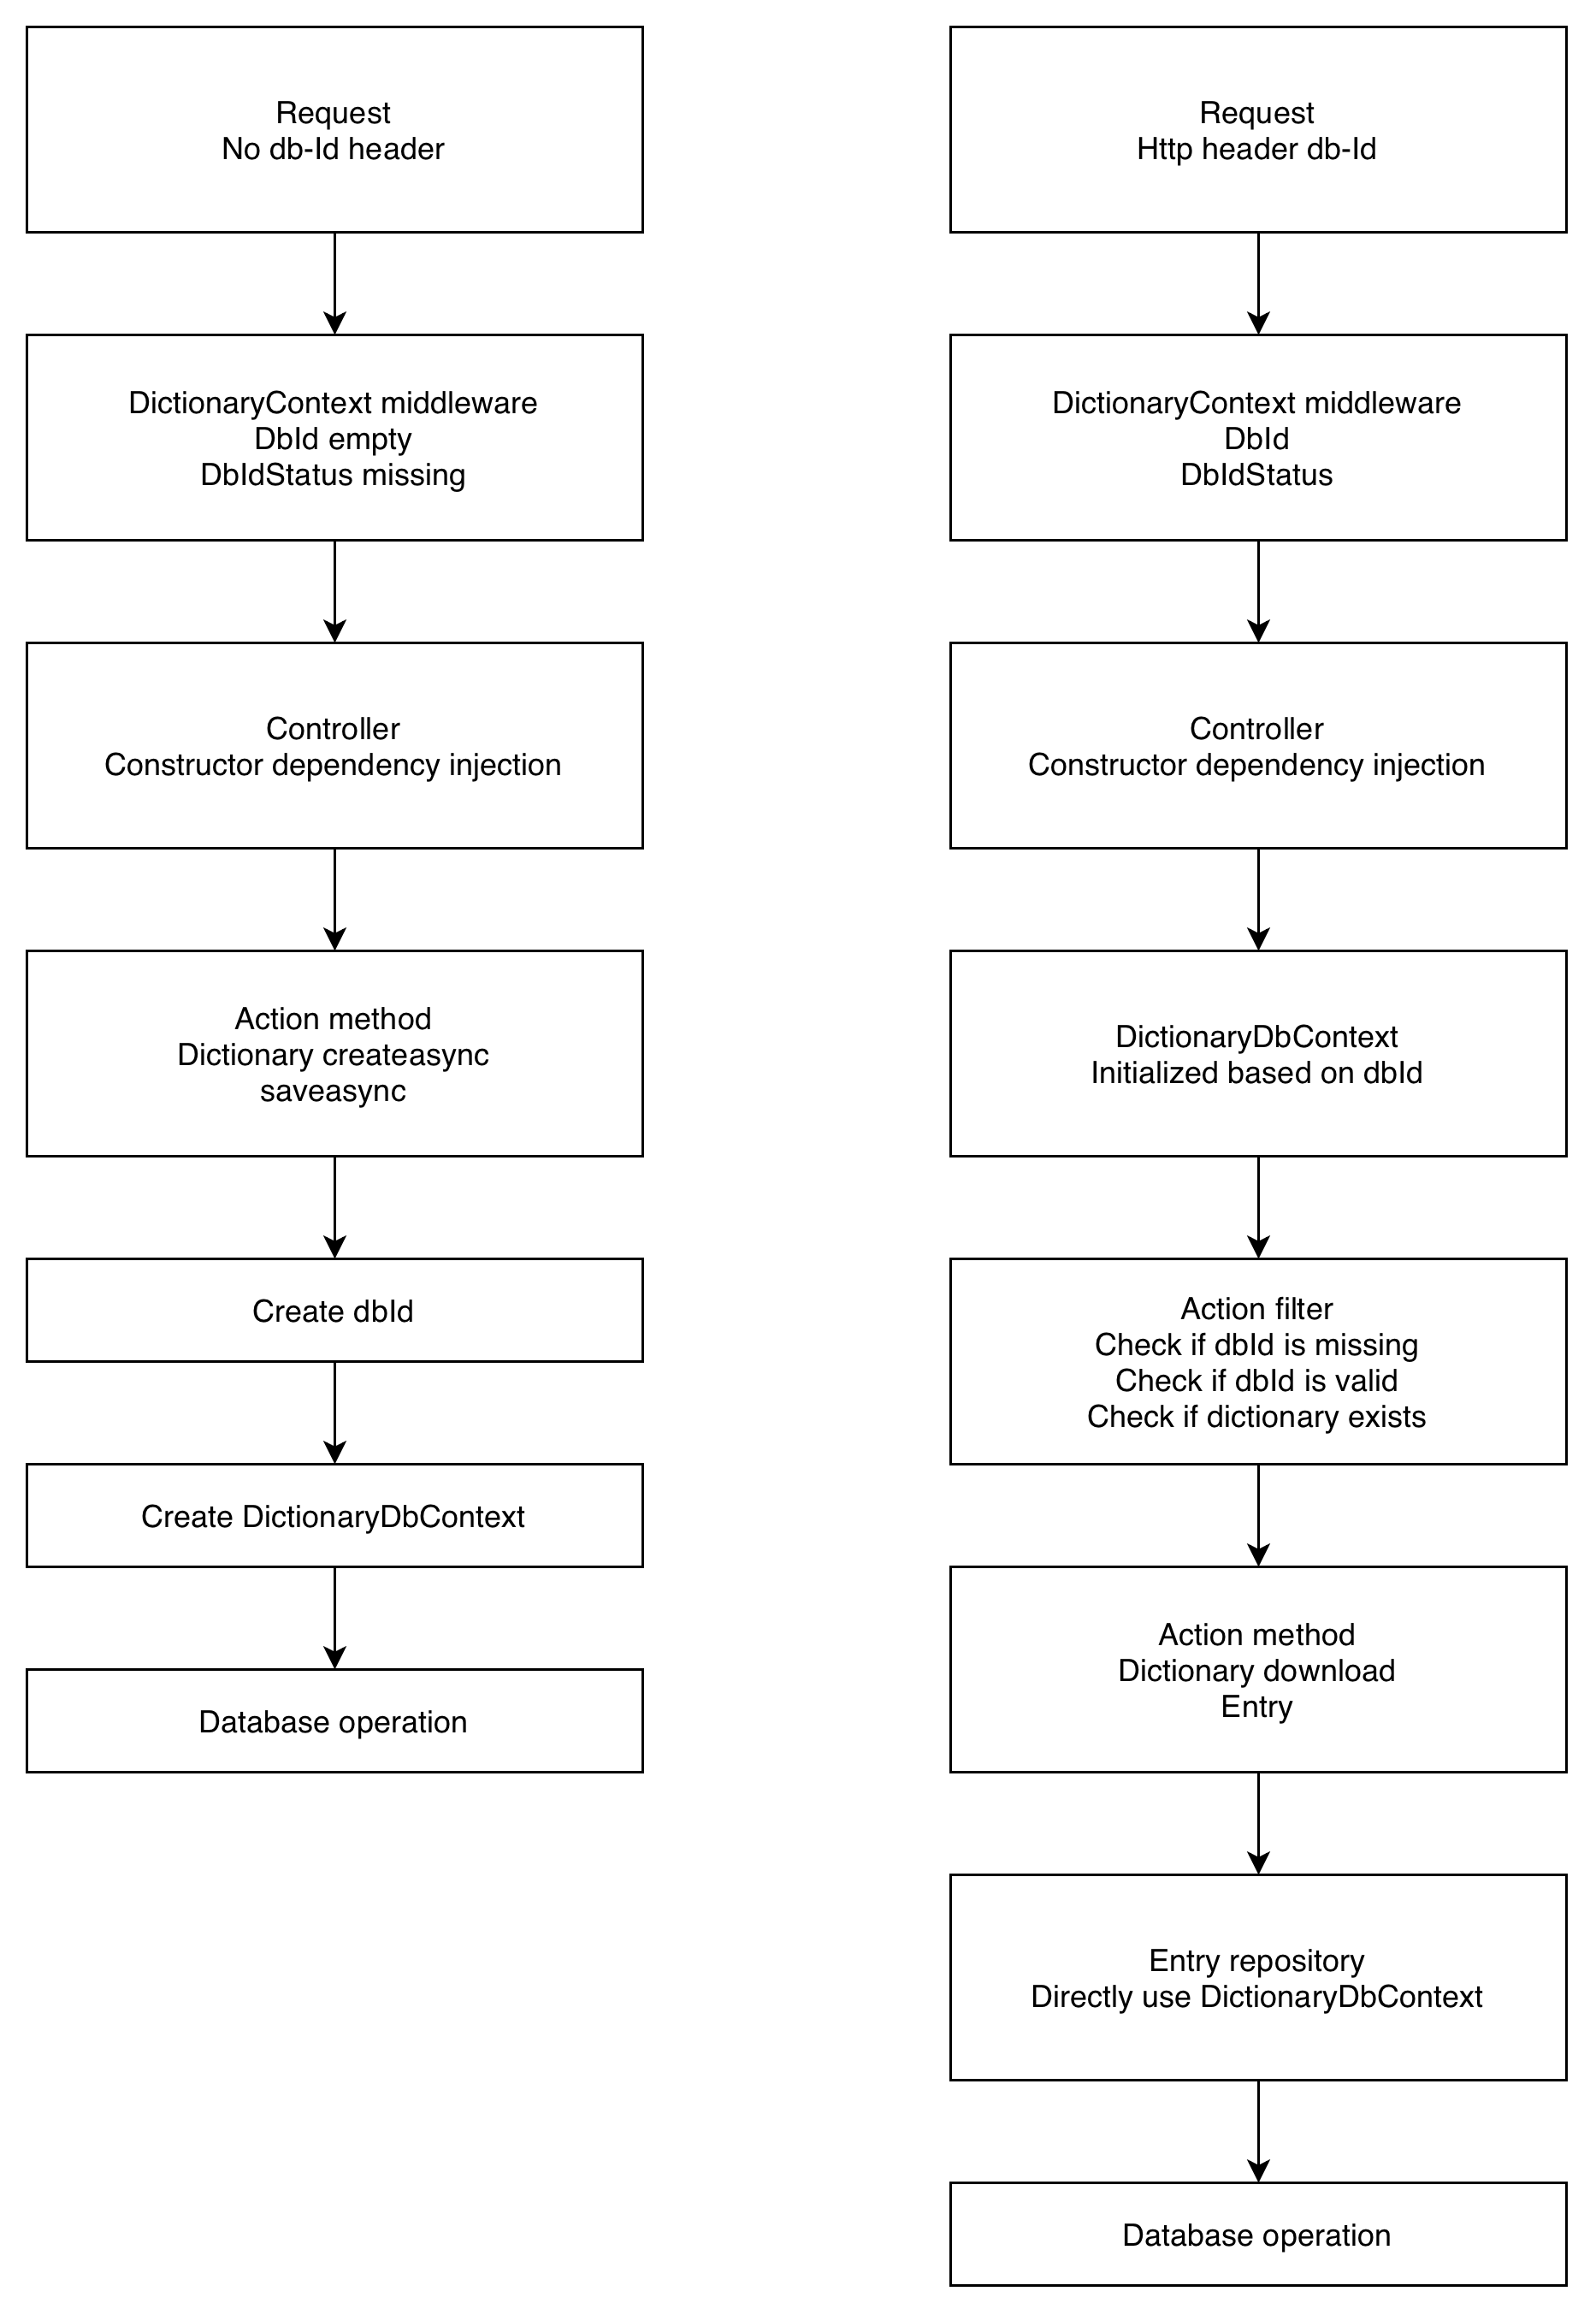 Request
No db-Id header
DictionaryContext middleware
DbId empty
DbIdStatus missing
Controller
Constructor dependency injection
Action method
Dictionary createasync
saveasync
Create dbId
Create DictionaryDbContext
Database operation
Request
Http header db-Id
DictionaryContext middleware
DbId
DbIdStatus
Controller
Constructor dependency injection
DictionaryDbContext
Initialized based on dbId
Action filter
Check if dbId is missing
Check if dbId is valid
Check if dictionary exists
Action method
Dictionary download
Entry
Entry repository
Directly use DictionaryDbContext
Database operation